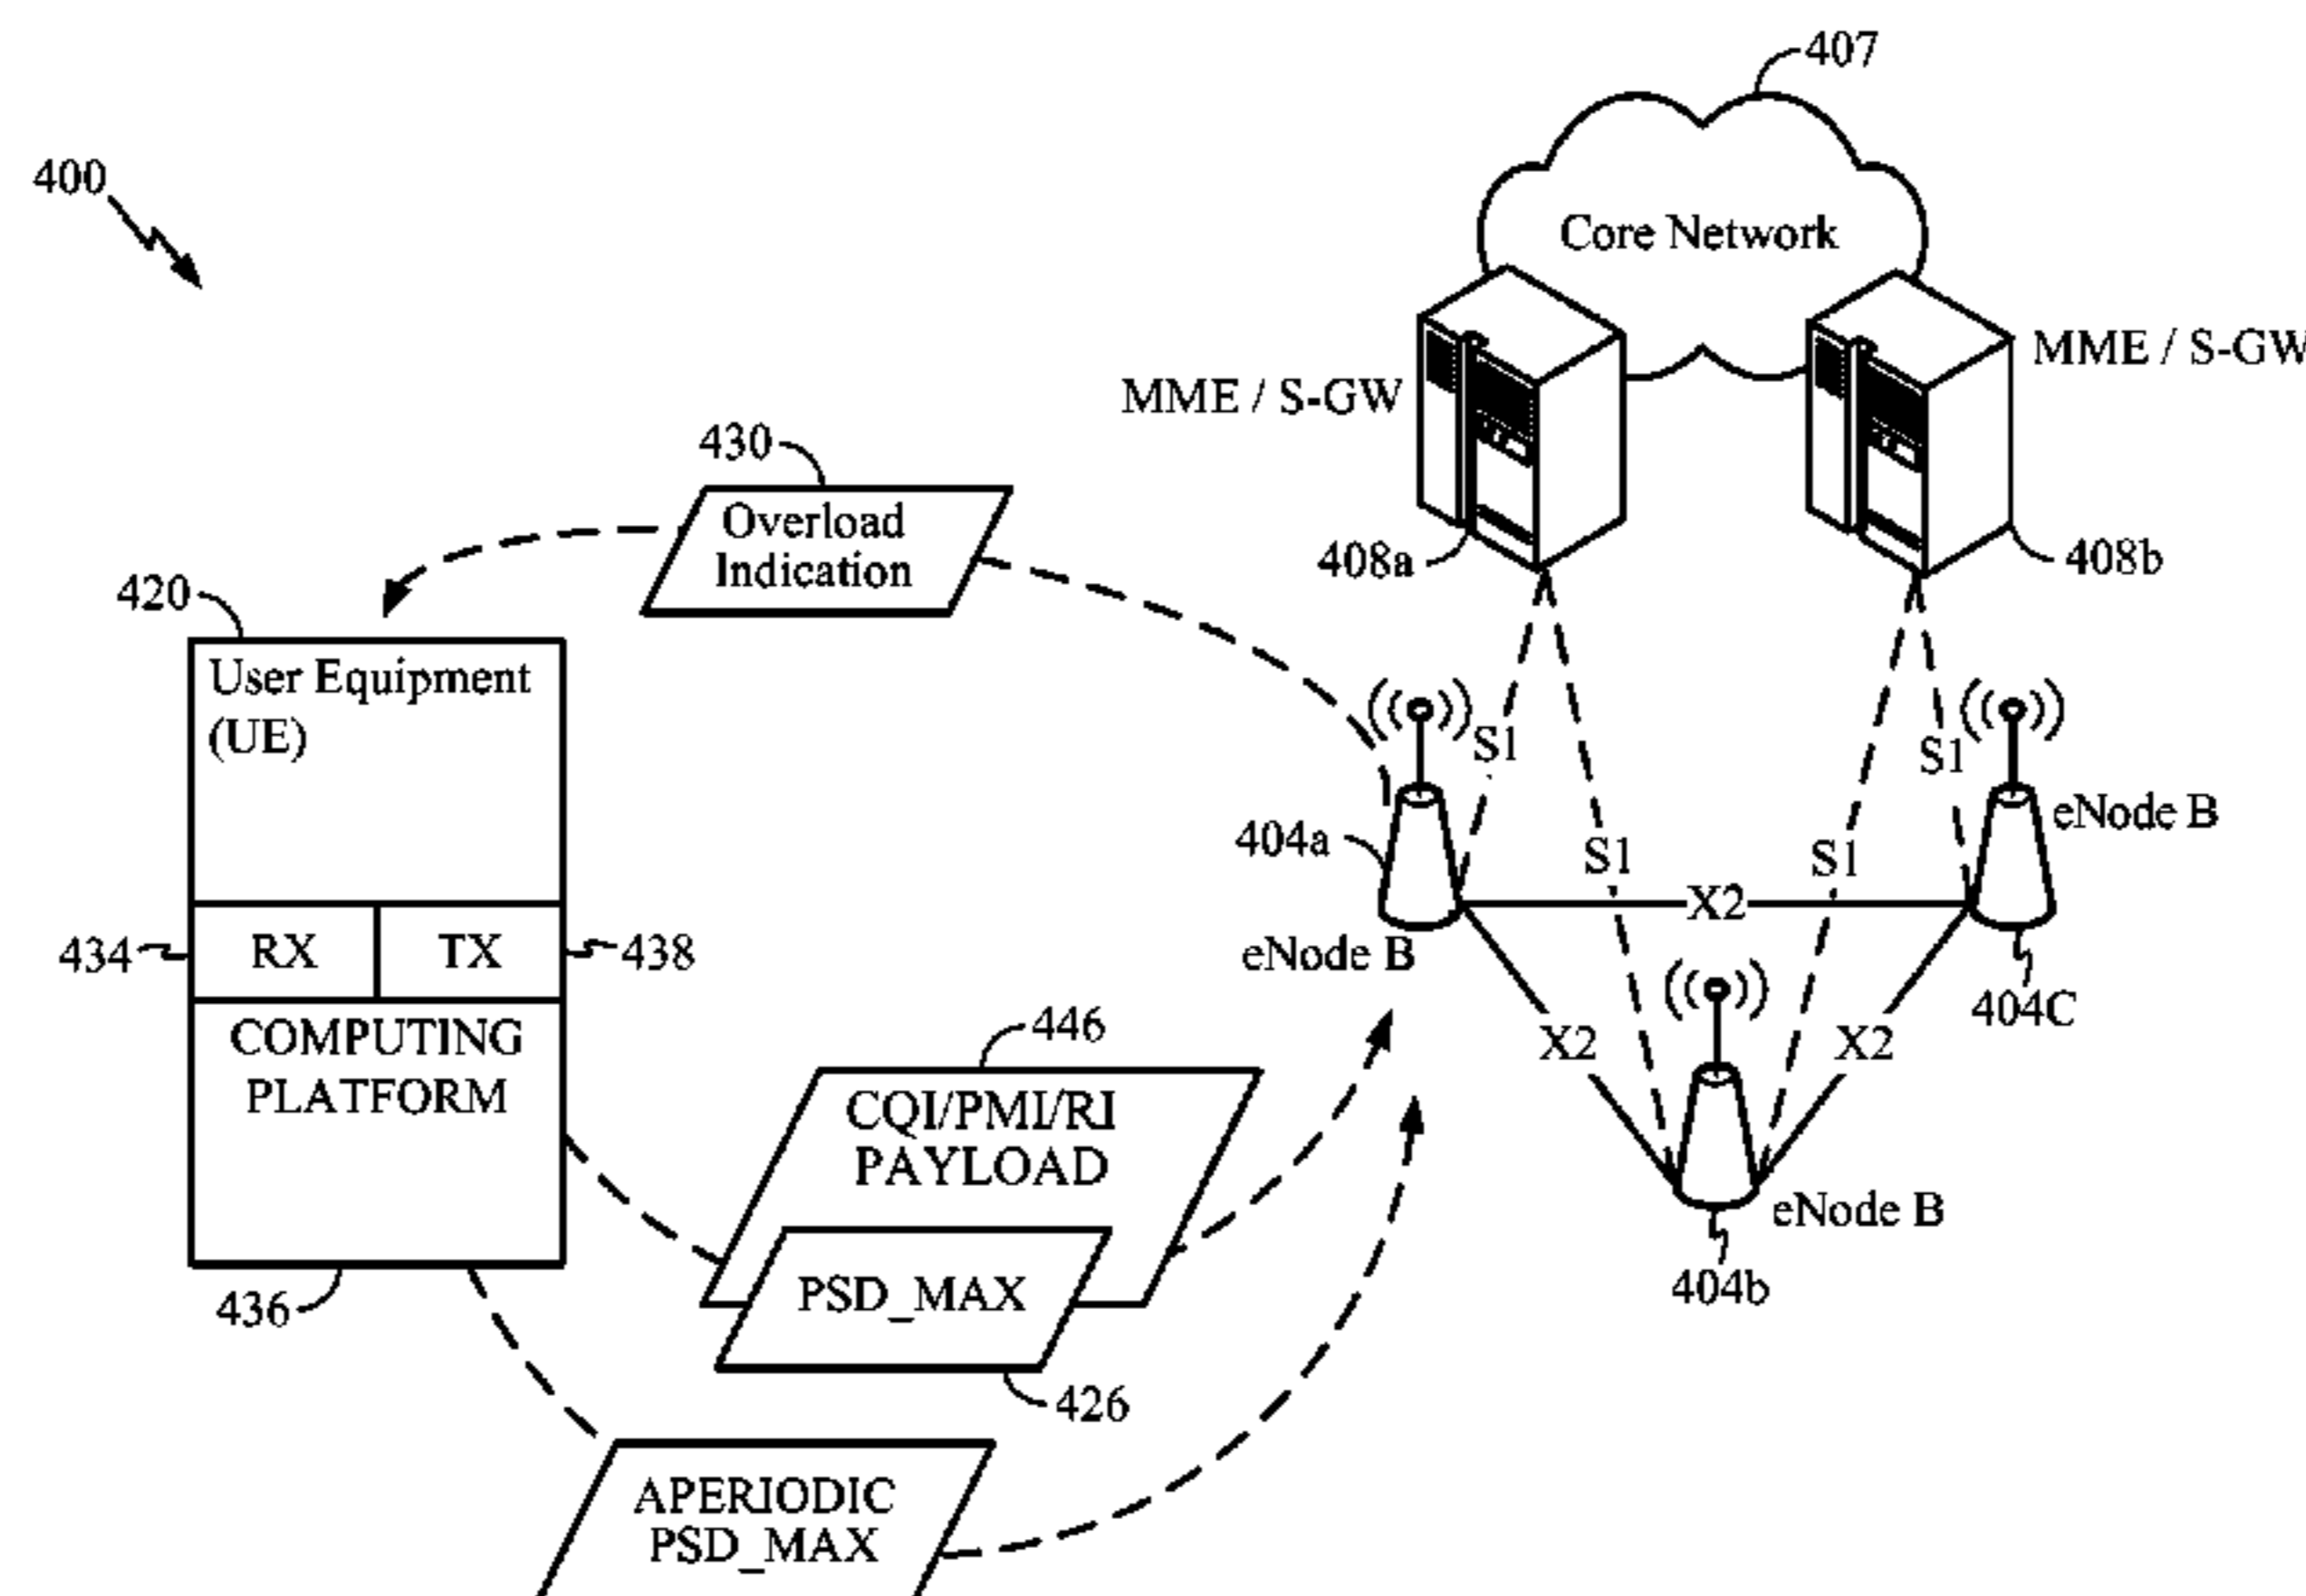 407
400
Core Network
MME / S-GW
MME / S-GW
430
Overload
Indication
408a
408b
420
User Equipment
(UE)
S1
S1
eNode B
404a
S1
S1
X2
434
RX
TX
438
eNode B
404C
COMPUTING
PLATFORM
446
X2
X2
CQI/PMI/RI
PAYLOAD
eNode B
404b
PSD_MAX
436
426
APERIODIC
PSD_MAX